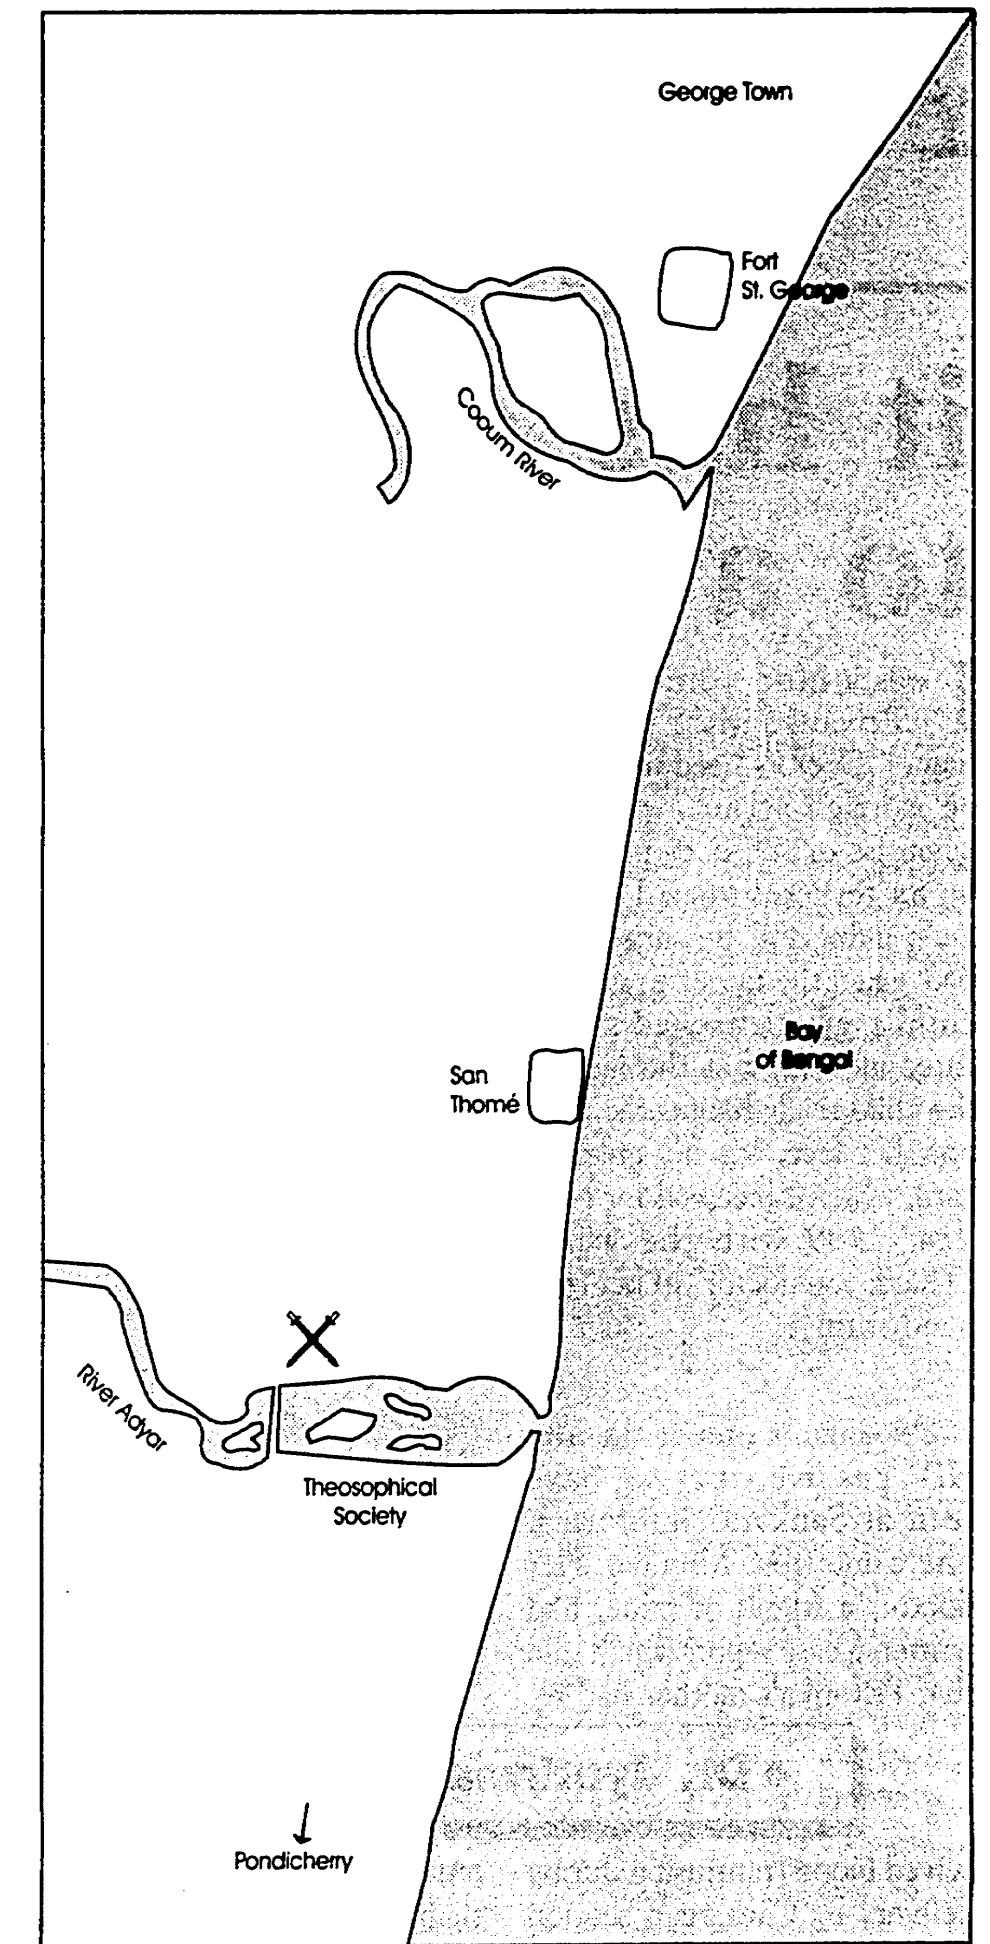 George Town
Fort
St. George
Cooum River
Bay
of Bengal
San
Thomé
River Adyar
Theosophical
Society
Pondicherry